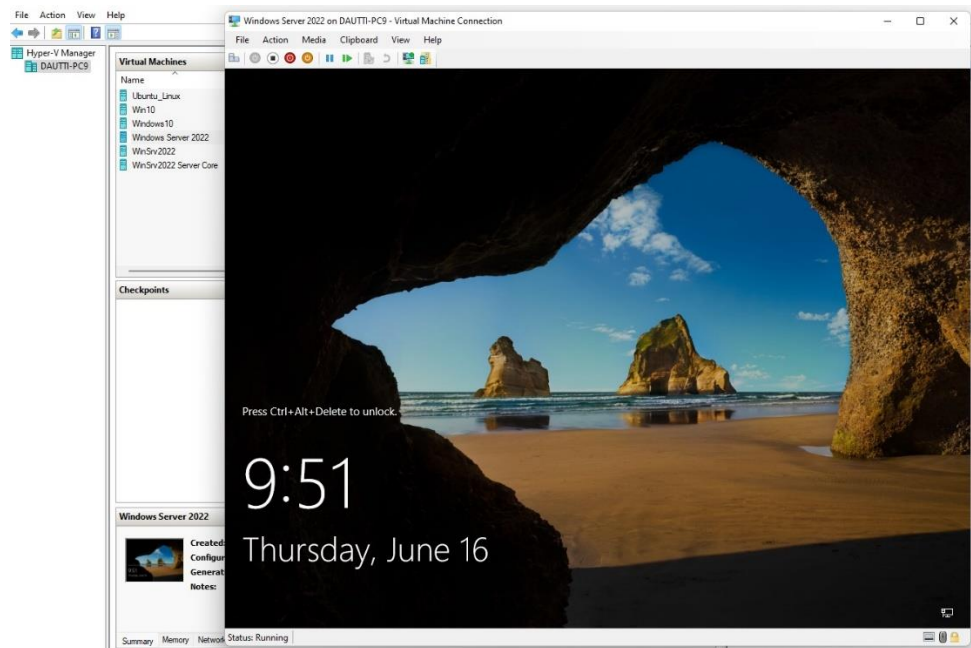 File Action View Help
Hyper-V Manager
DAUTTI-PC9
Virtual Machines
Name
Ubuntu_Linux
Win10
Windows10
Windows Server 2022
WinSrv2022
WinSrv2022 Server Core
Checkpoints
Windows Server 2022
Created:
Configur
Generat
Notes:
Summary Memory Network
Windows Server 2022 on DAUTTI-PC9 - Virtual Machine Connection
File Action Media Clipboard View Help
Press Ctrl+Alt+Delete to unlock.
9:51
Thursday, June 16
Status: Running